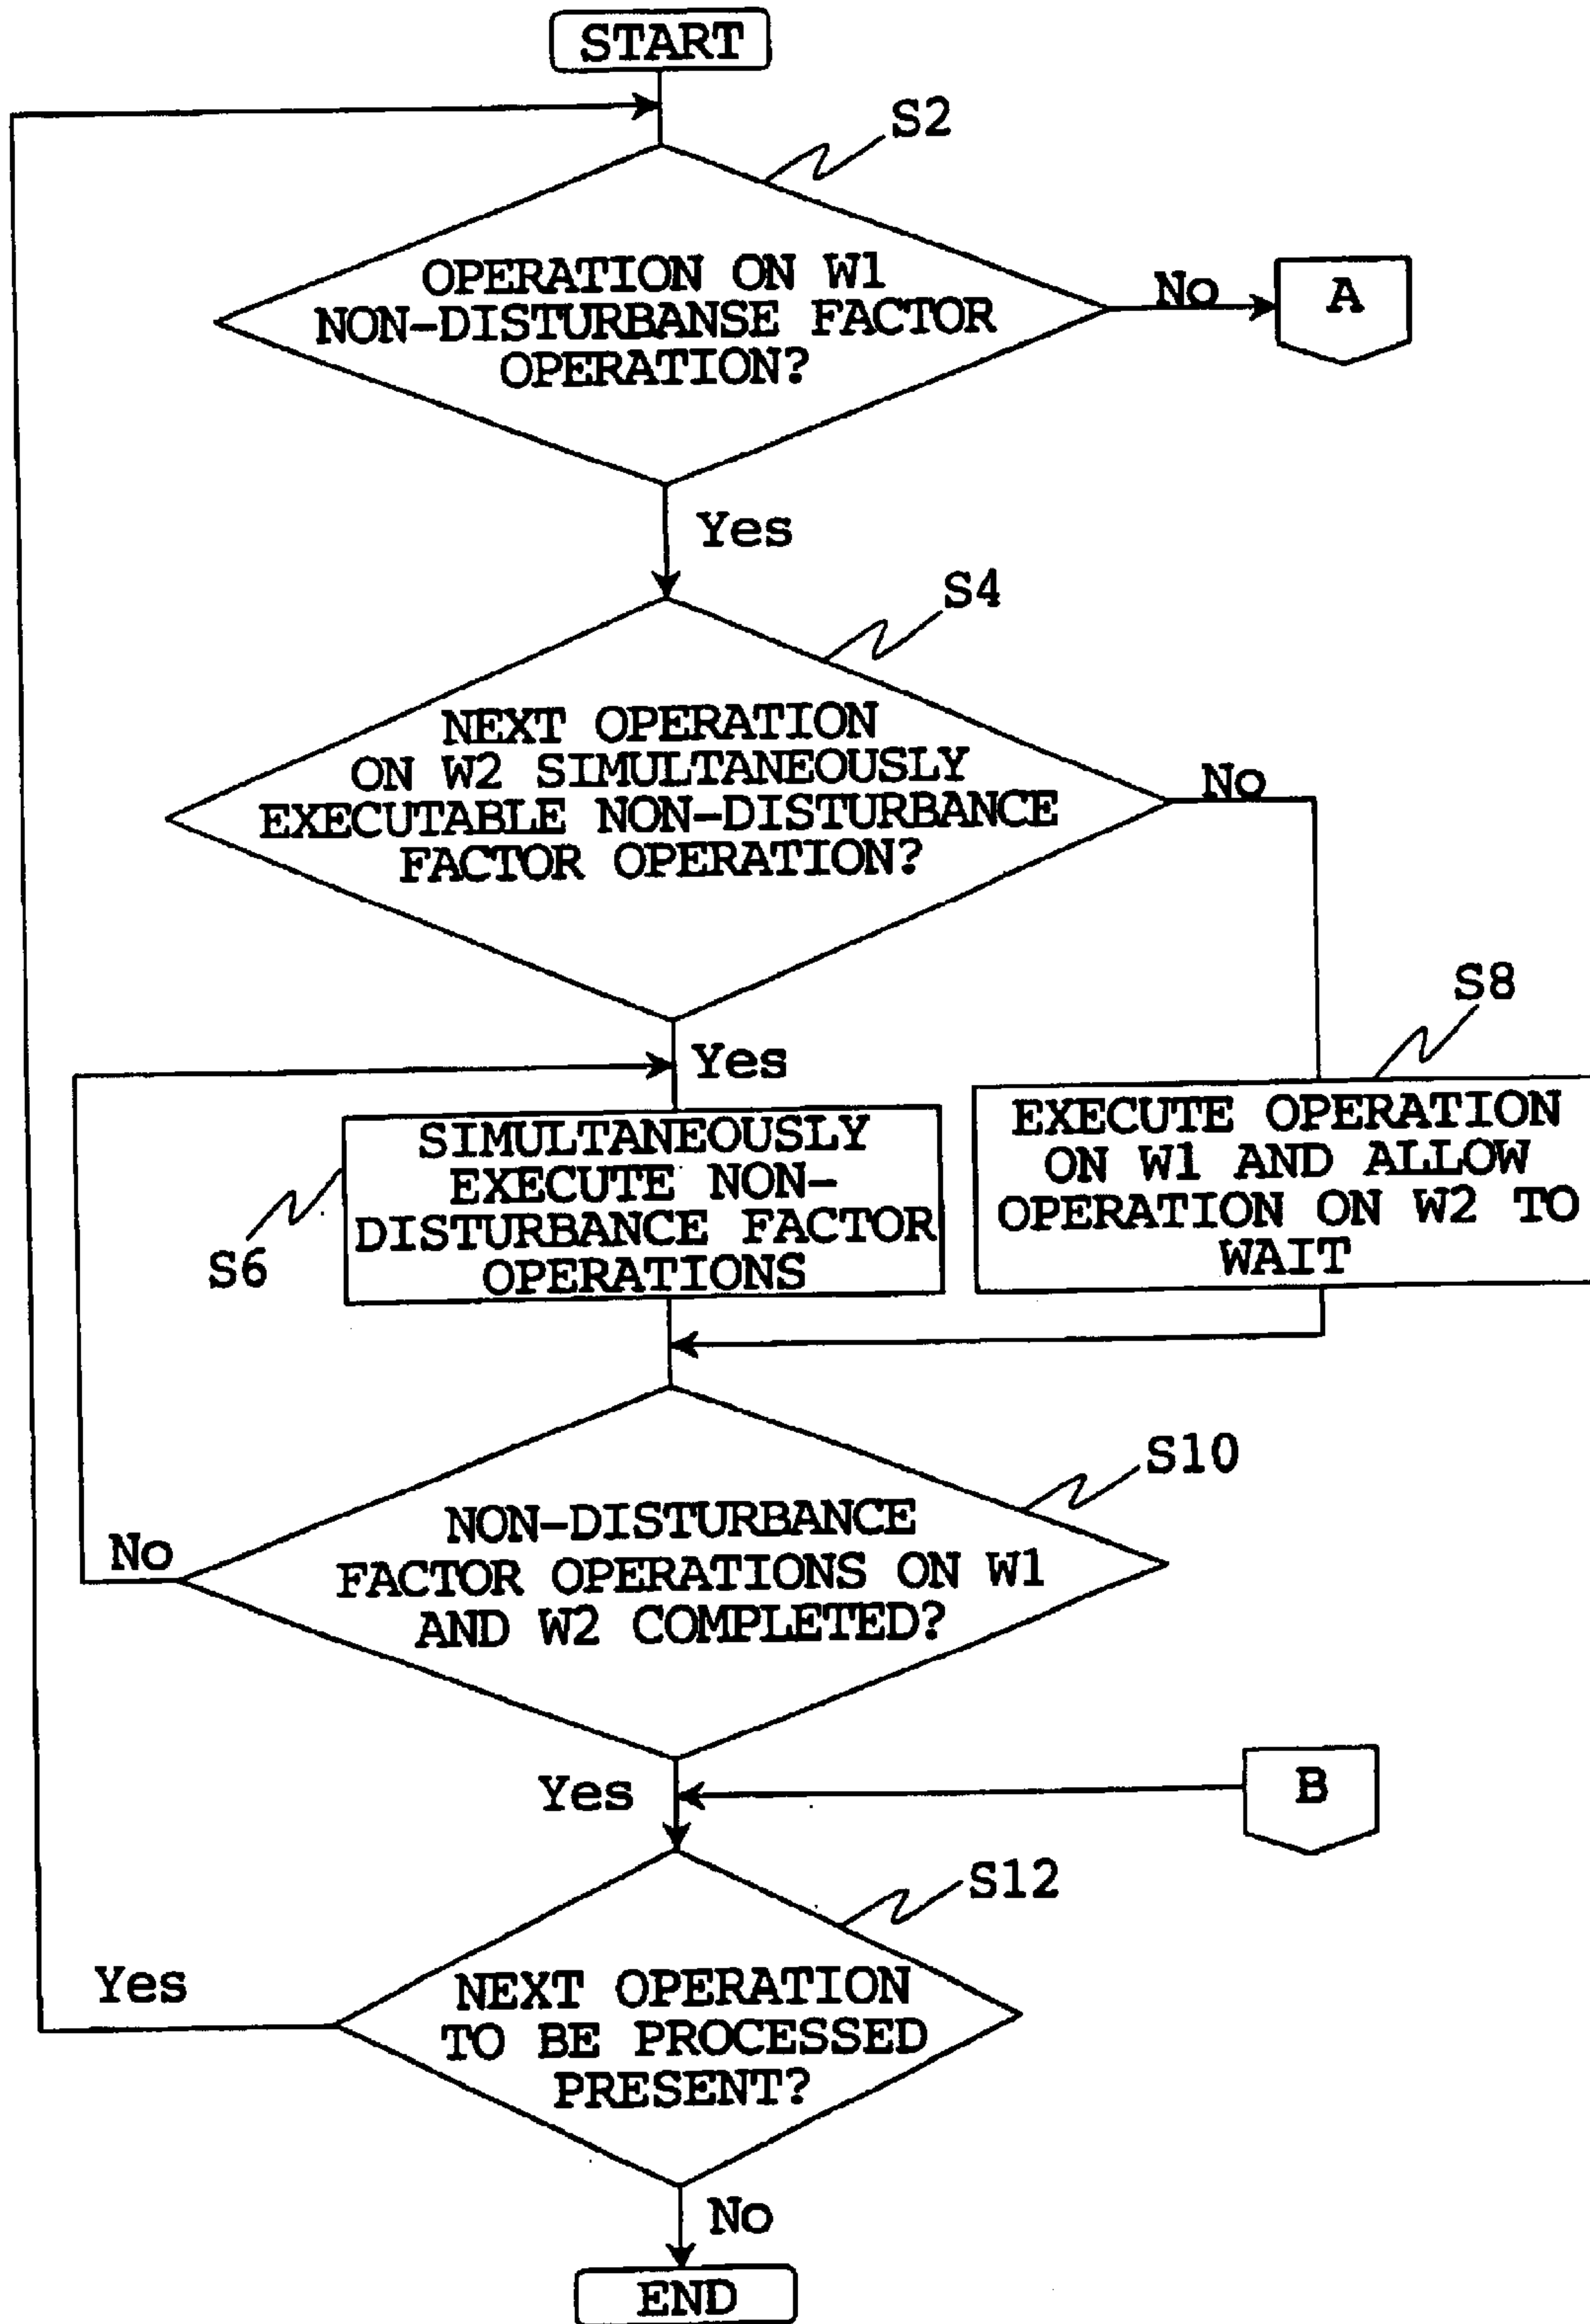 START
S2
OPERATION ON W1
NON-DISTURBANSE FACTOR
OPERATION?
No
A
Yes
S4
NEXT OPERATION
ON W2 SIMULTANEOUSLY
EXECUTABLE NON-DISTURBANCE
FACTOR OPERATION?
No
Yes
S8
SIMULTANEOUSLY
EXECUTE NON-
DISTURBANCE FACTOR
OPERATIONS
S6
EXECUTE OPERATION
ON W1 AND ALLOW
OPERATION ON W2 TO
WAIT
S10
NON-DISTURBANCE
FACTOR OPERATIONS ON W1
AND W2 COMPLETED?
No
Yes
B
S12
NEXT OPERATION
TO BE PROCESSED
PRESENT?
Yes
No
END